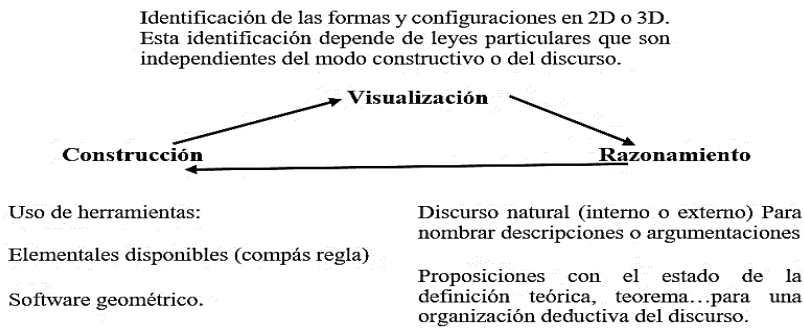 Identificación de las formas y configuraciones en 2D o 3D.
Esta identificación depende de leyes particulares que son
independientes del modo constructivo o del discurso.
Visualización
Construcción
Razonamiento
Uso de herramientas:
Elementales disponibles (compás regla)
Software geométrico.
Discurso natural (interno o externo) Para
nombrar descripciones o argumentaciones
Proposiciones con el estado de la
definición teórica, teorema…para una
organización deductiva del discurso.